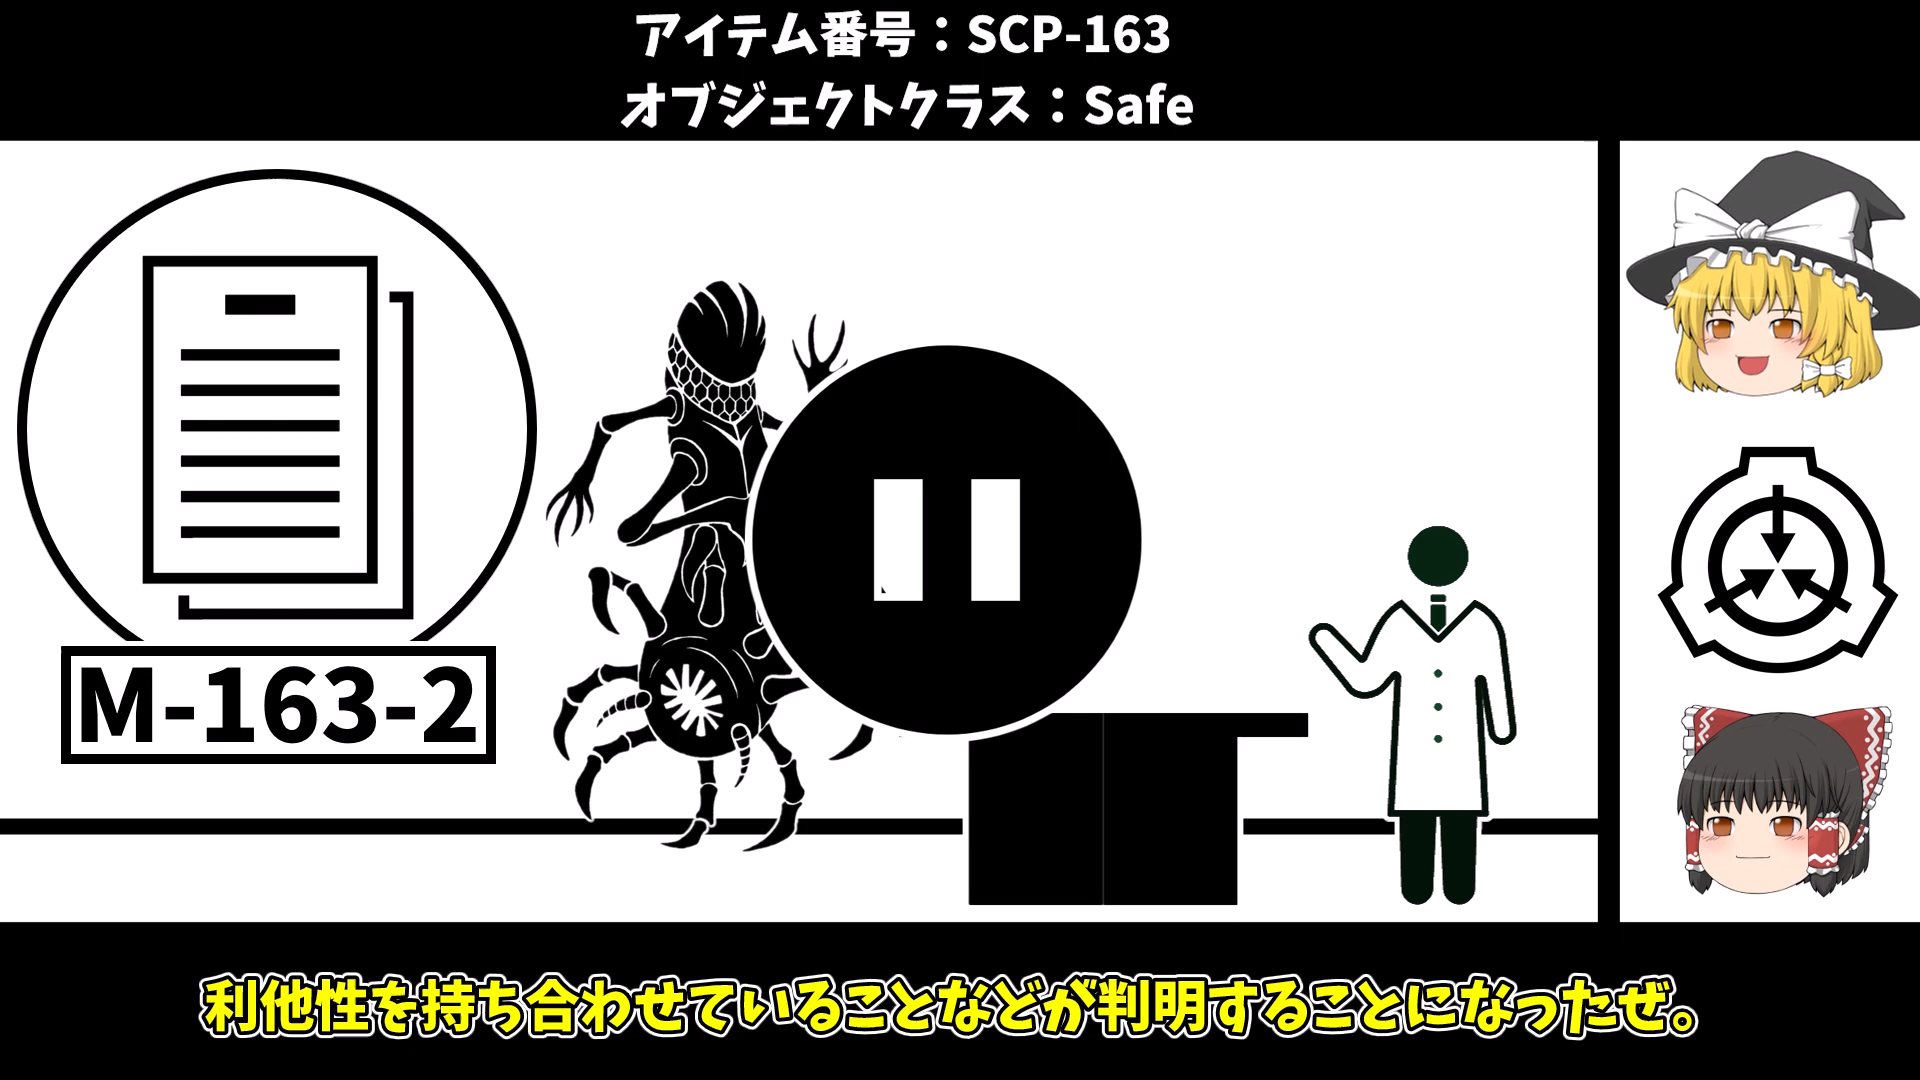 アイテム番号：SCP-163
オブジェクトクラス：Safe
M-163-2
利他性を持ち合わせていることなどが判明することになったぜ。